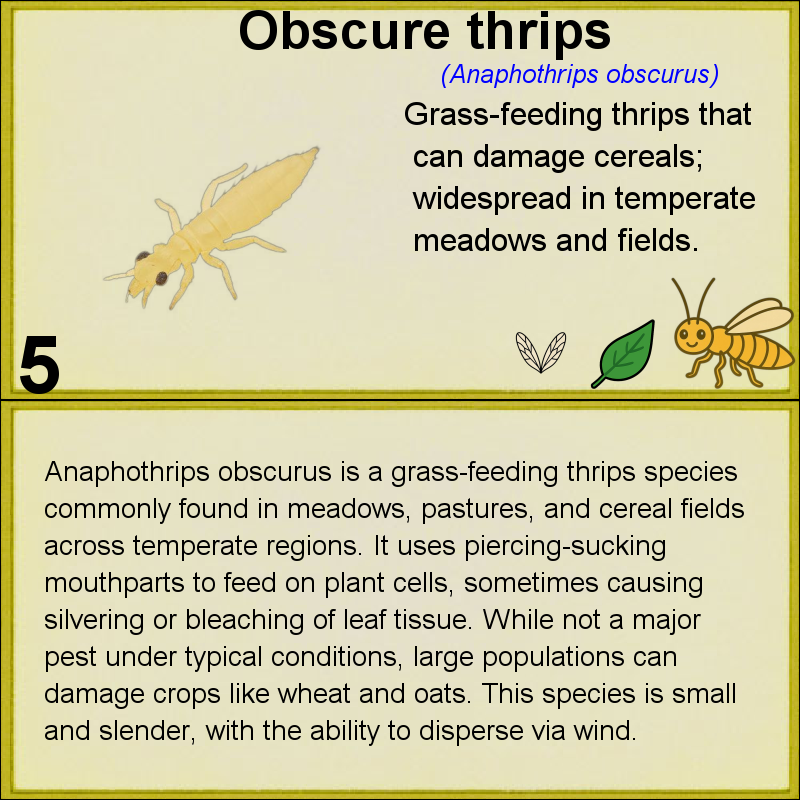 Obscure thrips
(Anaphothrips obscurus)
Grass-feeding thrips that
can damage cereals;
widespread in temperate
meadows and fields.
5
Anaphothrips obscurus is a grass-feeding thrips species
commonly found in meadows, pastures, and cereal fields
across temperate regions. It uses piercing-sucking
mouthparts to feed on plant cells, sometimes causing
silvering or bleaching of leaf tissue. While not a major
pest under typical conditions, large populations can
damage crops like wheat and oats. This species is small
and slender, with the ability to disperse via wind.